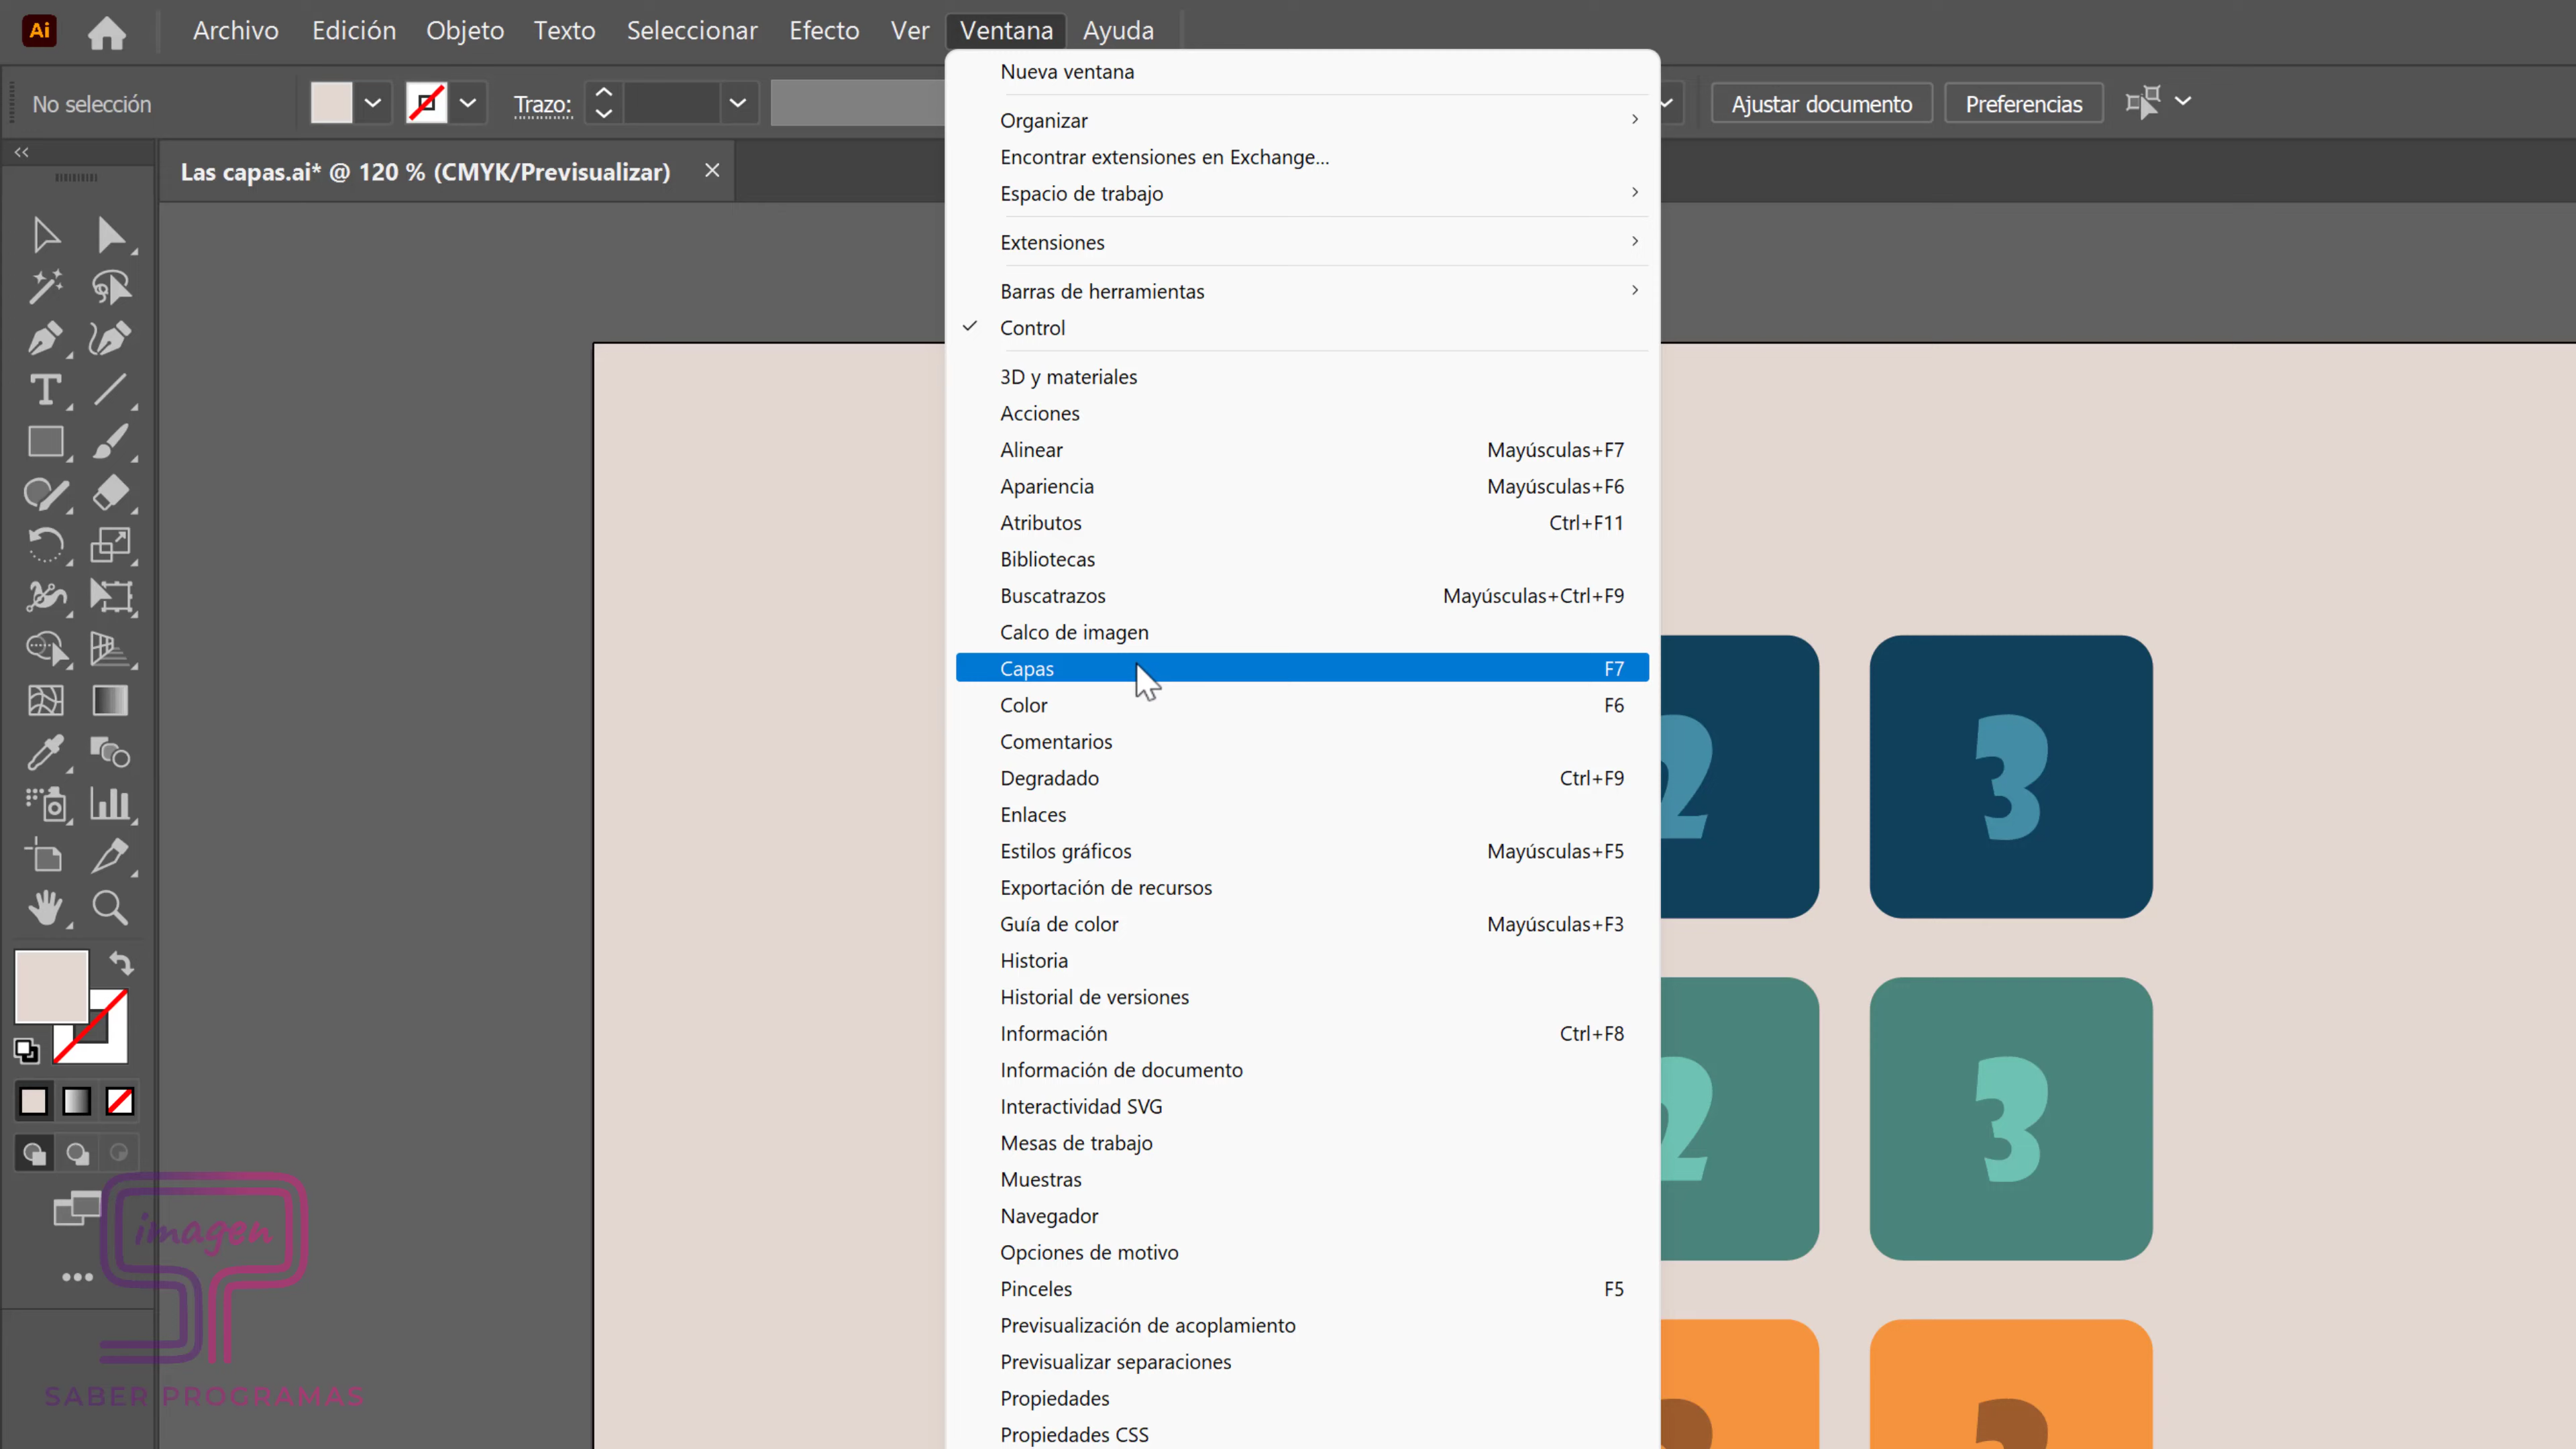 Ai Archivo Edición Objeto Texto Seleccionar Efecto Ver Ventana Ayuda
No selección Trazo: Ajustar documento Preferencias
Las capas.ai* @ 120 % (CMYK/Previsualizar)
Nueva ventana
Organizar
Encontrar extensiones en Exchange...
Espacio de trabajo
Extensiones
Barras de herramientas
Control
3D y materiales
Acciones
Alinear Mayúsculas+F7
Apariencia Mayúsculas+F6
Atributos Ctrl+F11
Bibliotecas
Buscatrazos Mayúsculas+Ctrl+F9
Calco de imagen
Capas F7
Color F6
Comentarios
Degradado Ctrl+F9
Enlaces
Estilos gráficos Mayúsculas+F5
Exportación de recursos
Guía de color Mayúsculas+F3
Historia
Historial de versiones
Información Ctrl+F8
Información de documento
Interactividad SVG
Mesas de trabajo
Muestras
Navegador
Opciones de motivo
Pinceles F5
Previsualización de acoplamiento
Previsualizar separaciones
Propiedades
Propiedades CSS
2 3
2 3
imagen
SABER PROGRAMAS